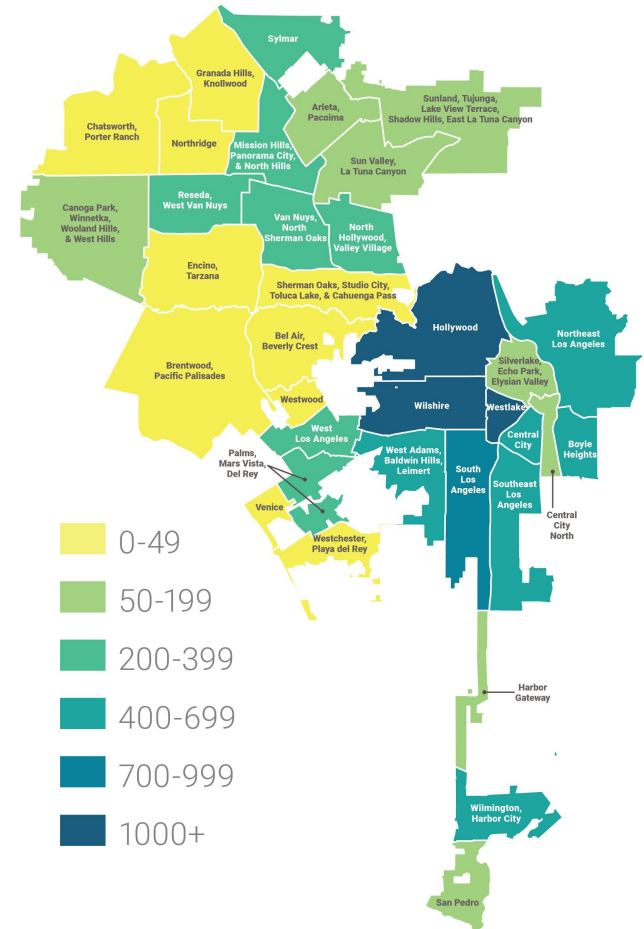 Sylmar
Granada Hills,
Knollwood
Sunland, Tujunga,
Lake View Terrace,
Shadow Hills, East La Tuna Canyon
Arleta,
Pacoima
Chatsworth,
Porter Ranch
Northridge
Mission Hills,
Panorama City,
& North Hills
Sun Valley,
La Tuna Canyon
Canoga Park,
Winnetka,
Wooland Hills,
& West Hills
Reseda,
West Van Nuys
Van Nuys,
North
Sherman Oaks
North
Hollywood,
Valley Village
Encino,
Tarzana
Sherman Oaks, Studio City,
Toluca Lake, & Cahuenga Pass
Hollywood
Northeast
Los Angeles
Bel Air,
Beverly Crest
Brentwood,
Pacific Palisades
Silverlake,
Echo Park,
Elysian Valley
Westwood
Wilshire
Westlake
West
Los Angeles
Central
City
Boyle
Heights
Palms,
Mars Vista,
Del Rey
West Adams,
Baldwin Hills,
Leimert
South
Los Angeles
Southeast
Los
Angeles
Venice
Central
City
North
Westchester,
Playa del Rey
0-49
50-199
200-399
400-699
700-999
1000+
Harbor
Gateway
Wilmington,
Harbor City
San Pedro